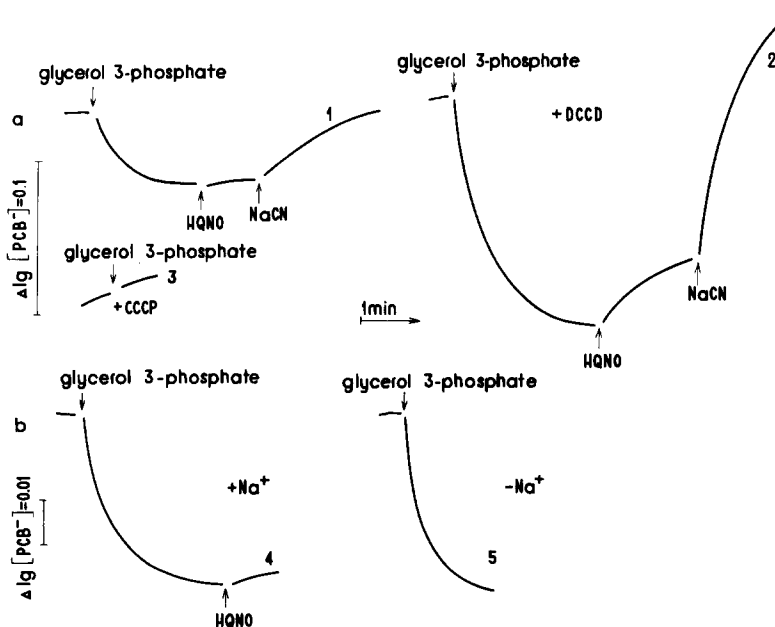 glycerol 3-phosphate
a
1
HQNO
NaCN
Δlg [PCB⁻]=0.1
glycerol 3-phosphate
3
+CCCP
glycerol 3-phosphate
2
+DCCD
NaCN
HQNO
1min
glycerol 3-phosphate
b
+Na⁺
Δlg [PCB⁻]=0.01
4
HQNO
glycerol 3-phosphate
-Na⁺
5